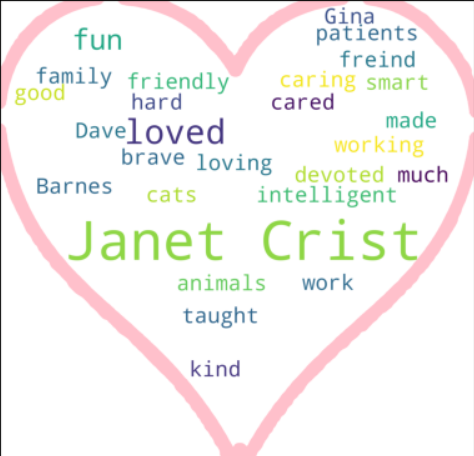 Gina
fun patients
freind
family friendly caring smart
good hard cared
made
Dave loved
working
brave loving
devoted much
Barnes cats intelligent
Janet Crist
animals work
taught
kind